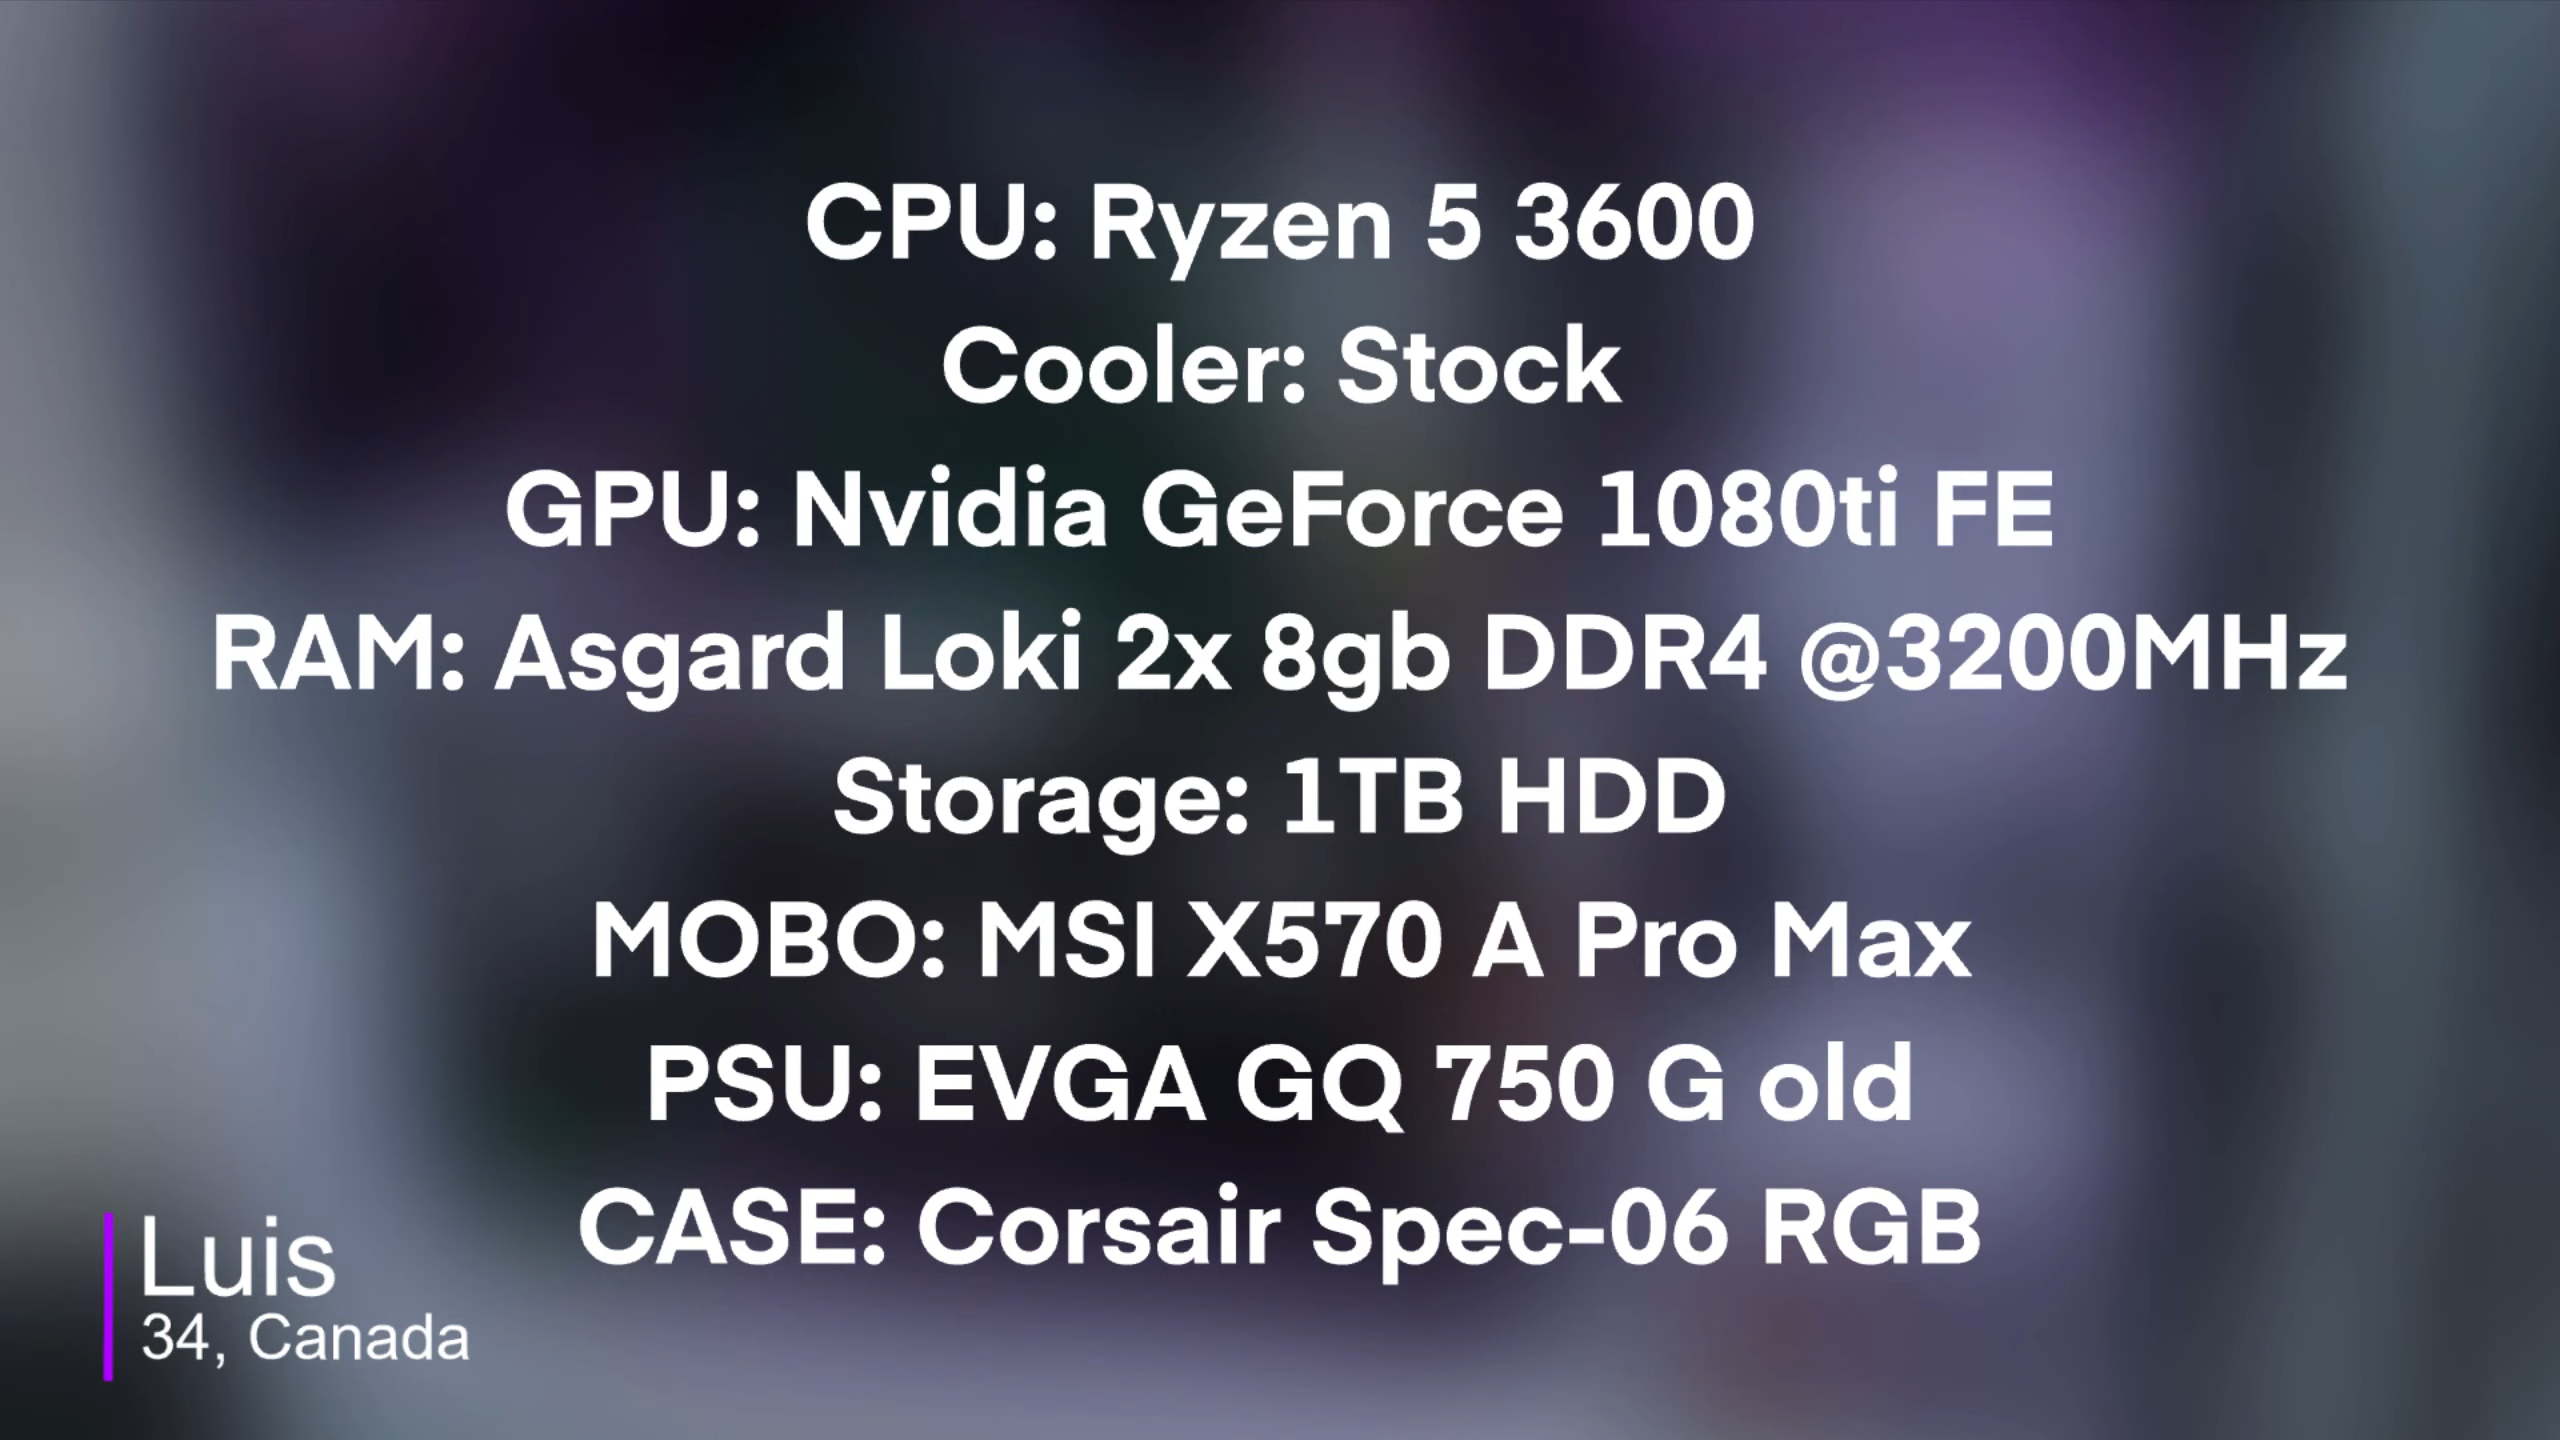 CPU: Ryzen 5 3600
Cooler: Stock
GPU: Nvidia GeForce 1080ti FE
RAM: Asgard Loki 2x 8gb DDR4 @3200MHz
Storage: 1TB HDD
MOBO: MSI X570 A Pro Max
PSU: EVGA GQ 750 G old
CASE: Corsair Spec-06 RGB
Luis
34, Canada